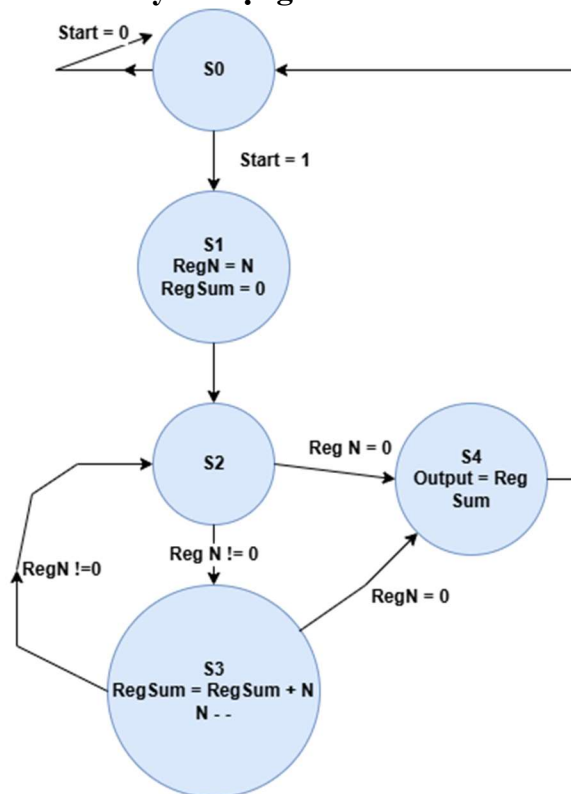 Start = 0
S0
Start = 1
S1
RegN = N
RegSum = 0
S2
Reg N = 0
S4
Output = Reg
Sum
Reg N != 0
RegN !=0
RegN = 0
S3
RegSum = RegSum + N
N - -